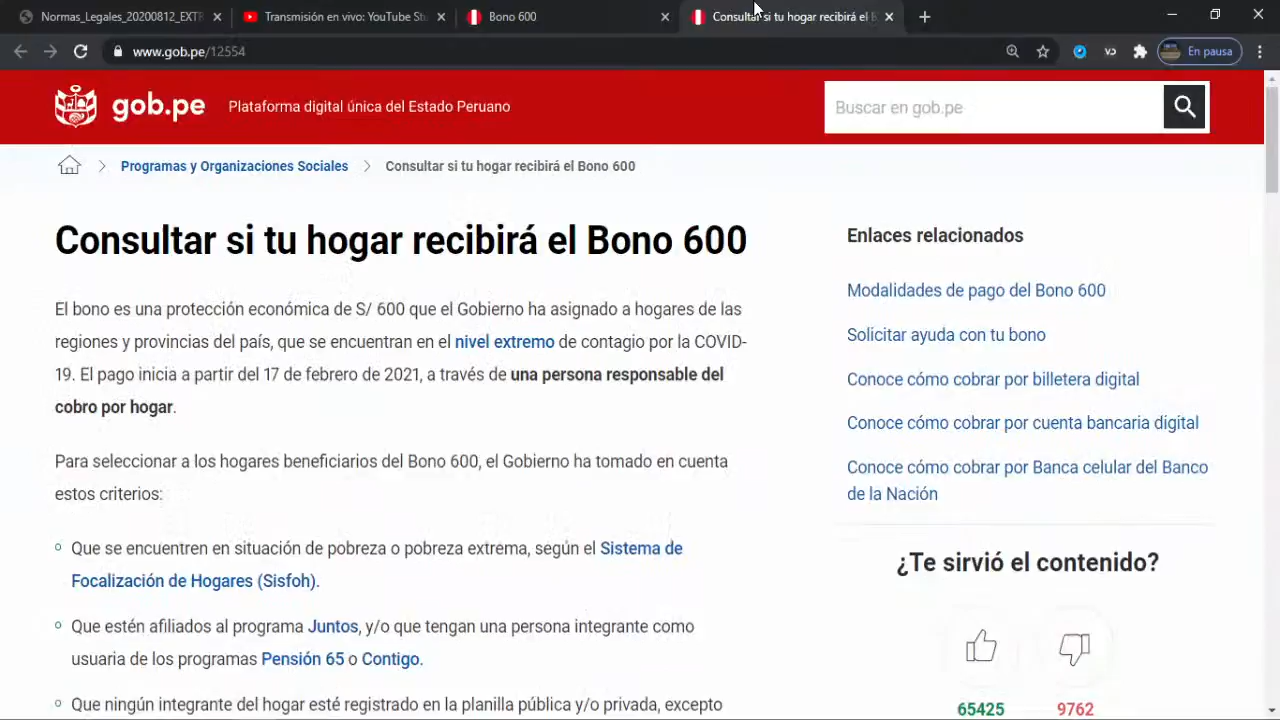 Normas_Legales_20200812_EXTR
Transmisión en vivo: YouTube St
Bono 600
Consultar si tu hogar recibirá el B
www.gob.pe/12554
En pausa
gob.pe
Plataforma digital única del Estado Peruano
Buscar en gob.pe
Programas y Organizaciones Sociales
Consultar si tu hogar recibirá el Bono 600
Consultar si tu hogar recibirá el Bono 600
El bono es una protección económica de S/ 600 que el Gobierno ha asignado a hogares de las
regiones y provincias del país, que se encuentran en el nivel extremo de contagio por la COVID-
19. El pago inicia a partir del 17 de febrero de 2021, a través de una persona responsable del
cobro por hogar.
Para seleccionar a los hogares beneficiarios del Bono 600, el Gobierno ha tomado en cuenta
estos criterios:
Que se encuentren en situación de pobreza o pobreza extrema, según el Sistema de
Focalización de Hogares (Sisfoh).
Que estén afiliados al programa Juntos, y/o que tengan una persona integrante como
usuaria de los programas Pensión 65 o Contigo.
Que ningún integrante del hogar esté registrado en la planilla pública y/o privada, excepto
Enlaces relacionados
Modalidades de pago del Bono 600
Solicitar ayuda con tu bono
Conoce cómo cobrar por billetera digital
Conoce cómo cobrar por cuenta bancaria digital
Conoce cómo cobrar por Banca celular del Banco
de la Nación
¿Te sirvió el contenido?
65425
9762